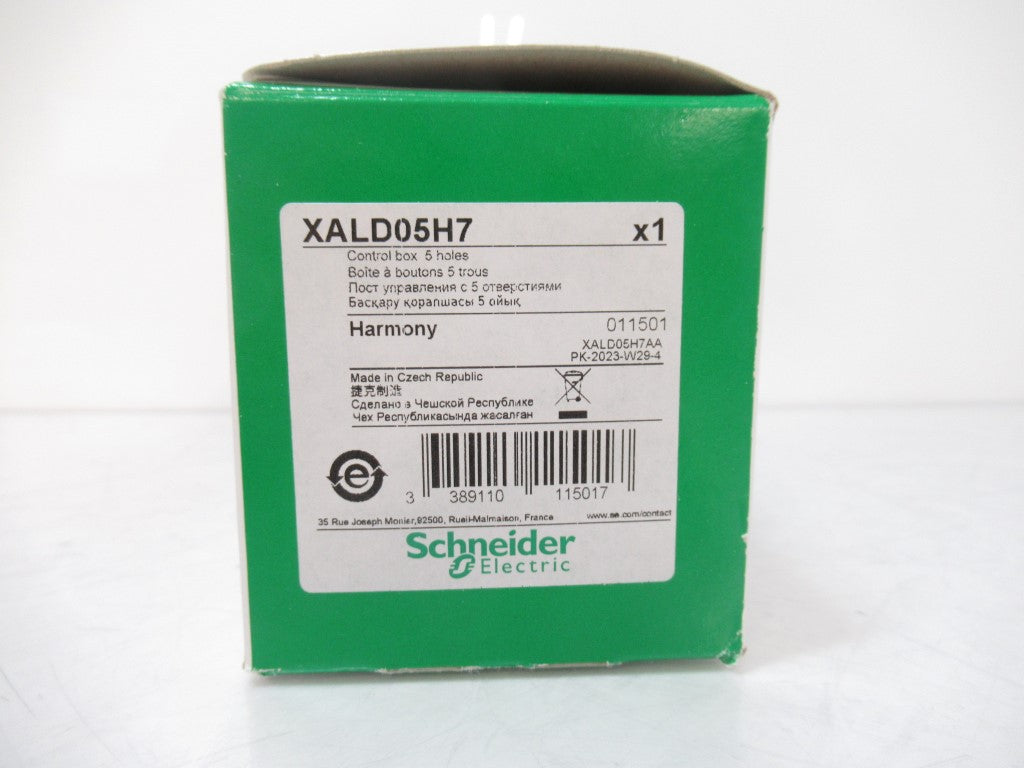 XALD05H7 x1
Control box 5 holes
Boîte à boutons 5 trous
Пост управления с 5 отверстиями
Басқару қорапшасы 5 ойық
Harmony 011501
XALD05H7AA
PK-2023-W29-4
Made in Czech Republic
捷克制造
Сделано в Чешской Республике
Чех Республикасында жасалған
e
3 389110 115017
35 Rue Joseph Monier,92500, Rueil-Malmaison, France www.se.com/contact
Schneider
Electric